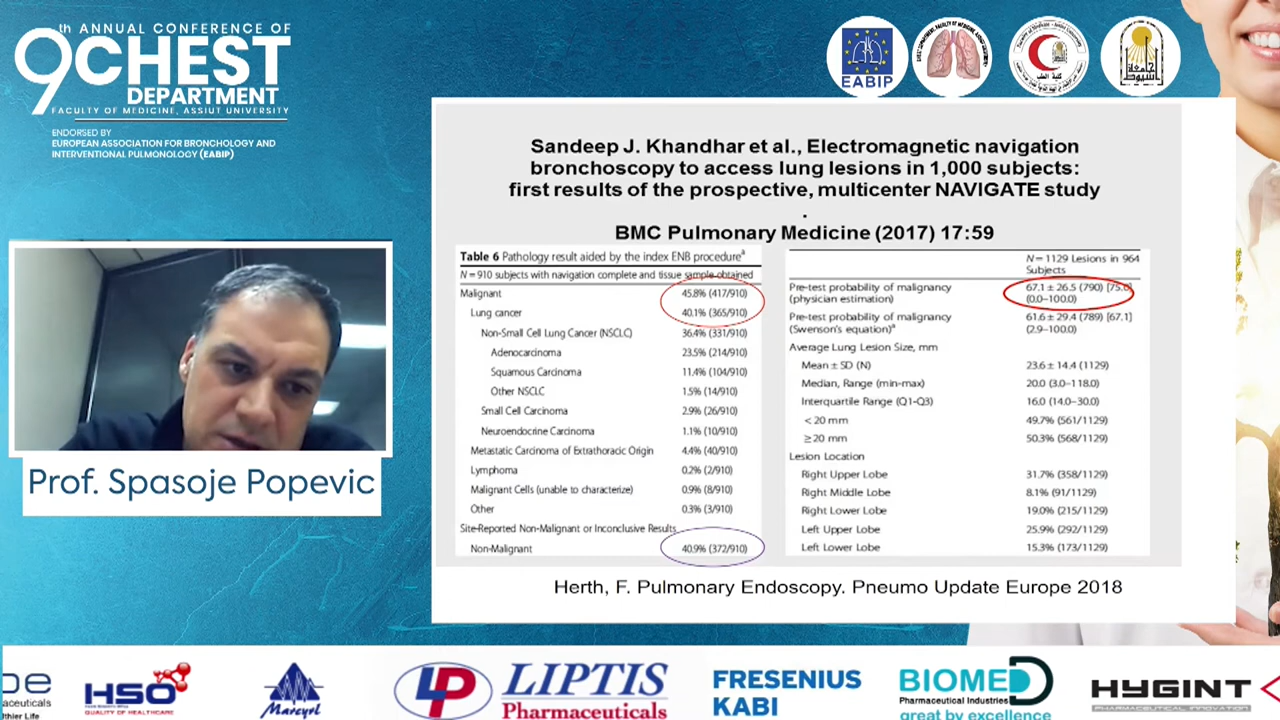 9th ANNUAL CONFERENCE OF
CHEST
DEPARTMENT
FACULTY OF MEDICINE, ASSIUT UNIVERSITY
ENDORSED BY
EUROPEAN ASSOCIATION FOR BRONCHOLOGY AND
INTERVENTIONAL PULMONOLOGY (EABIP)
EABIP
كلية الطب
Sandeep J. Khandhar et al., Electromagnetic navigation
bronchoscopy to access lung lesions in 1,000 subjects:
first results of the prospective, multicenter NAVIGATE study
.
BMC Pulmonary Medicine (2017) 17:59
Table 6 Pathology result aided by the index ENB procedureᵃ
N = 910 subjects with navigation complete and tissue sample obtained
Malignant 45.8% (417/910)
Lung cancer 40.1% (365/910)
Non-Small Cell Lung Cancer (NSCLC) 36.4% (331/910)
Adenocarcinoma 23.5% (214/910)
Squamous Carcinoma 11.4% (104/910)
Other NSCLC 1.5% (14/910)
Small Cell Carcinoma 2.9% (26/910)
Neuroendocrine Carcinoma 1.1% (10/910)
Metastatic Carcinoma of Extrathoracic Origin 4.4% (40/910)
Lymphoma 0.2% (2/910)
Malignant Cells (unable to characterize) 0.9% (8/910)
Other 0.3% (3/910)
Site-Reported Non-Malignant or Inconclusive Results
Non-Malignant 40.9% (372/910)
N = 1129 Lesions in 964
Subjects
Pre-test probability of malignancy 67.1 ± 26.5 (790) [75.0]
(physician estimation) (0.0–100.0)
Pre-test probability of malignancy 61.6 ± 29.4 (789) [67.1]
(Swenson's equation)ᵃ (2.9–100.0)
Average Lung Lesion Size, mm
Mean ± SD (N) 23.6 ± 14.4 (1129)
Median, Range (min-max) 20.0 (3.0–118.0)
Interquartile Range (Q1-Q3) 16.0 (14.0–30.0)
< 20 mm 49.7% (561/1129)
≥ 20 mm 50.3% (568/1129)
Lesion Location
Right Upper Lobe 31.7% (358/1129)
Right Middle Lobe 8.1% (91/1129)
Right Lower Lobe 19.0% (215/1129)
Left Upper Lobe 25.9% (292/1129)
Left Lower Lobe 15.3% (173/1129)
Herth, F. Pulmonary Endoscopy. Pneumo Update Europe 2018
Prof. Spasoje Popevic
HSO
QUALITY OF HEALTHCARE
Marcyrl
LP
LIPTIS
Pharmaceuticals
FRESENIUS
KABI
BIOMED
Pharmaceutical Industries
great by excellence
HYGINT
PHARMACEUTICAL INNOVATION